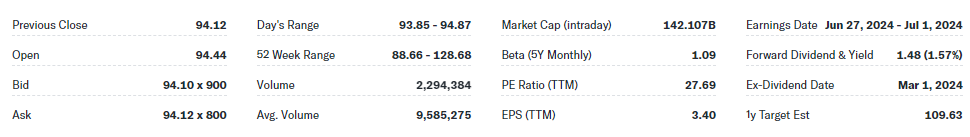 Previous Close 94.12 Day's Range 93.85 - 94.87 Market Cap (intraday) 142.107B Earnings Date Jun 27, 2024 - Jul 1, 2024
Open 94.44 52 Week Range 88.66 - 128.68 Beta (5Y Monthly) 1.09 Forward Dividend & Yield 1.48 (1.57%)
Bid 94.10 x 900 Volume 2,294,384 PE Ratio (TTM) 27.69 Ex-Dividend Date Mar 1, 2024
Ask 94.12 x 800 Avg. Volume 9,585,275 EPS (TTM) 3.40 1y Target Est 109.63